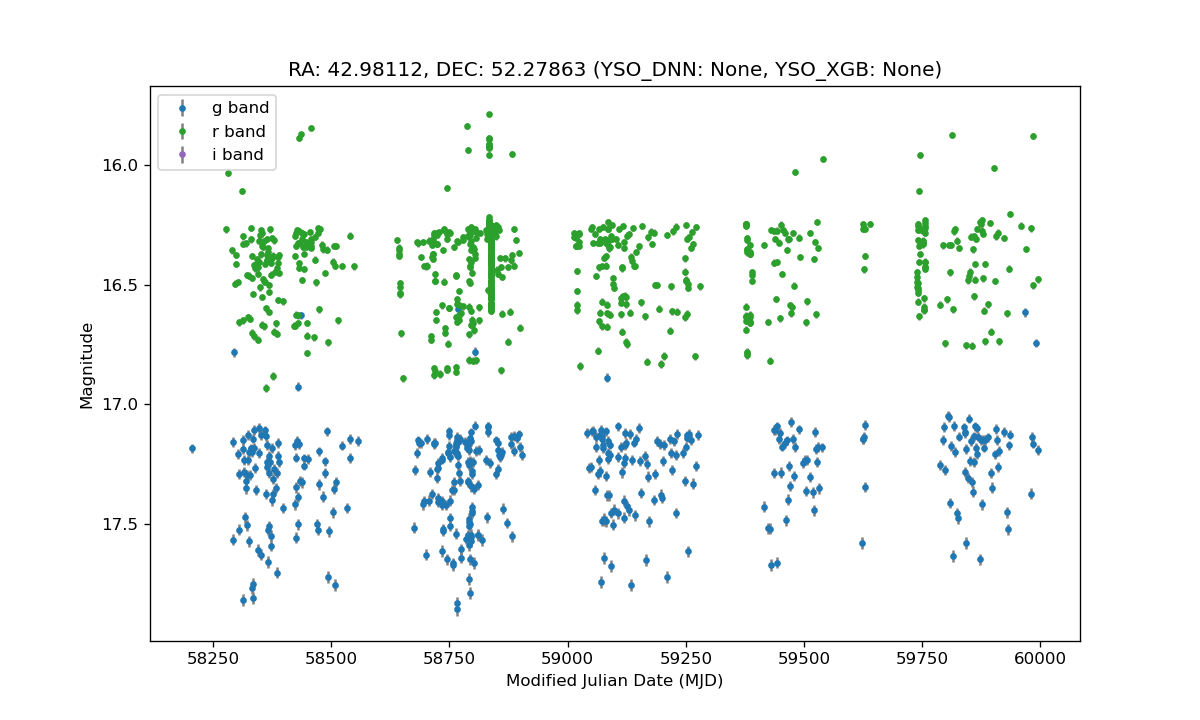 RA: 42.98112, DEC: 52.27863 (YSO_DNN: None, YSO_XGB: None)
g band
r band
i band
16.0
16.5
17.0
17.5
Magnitude
58250 58500 58750 59000 59250 59500 59750 60000
Modified Julian Date (MJD)